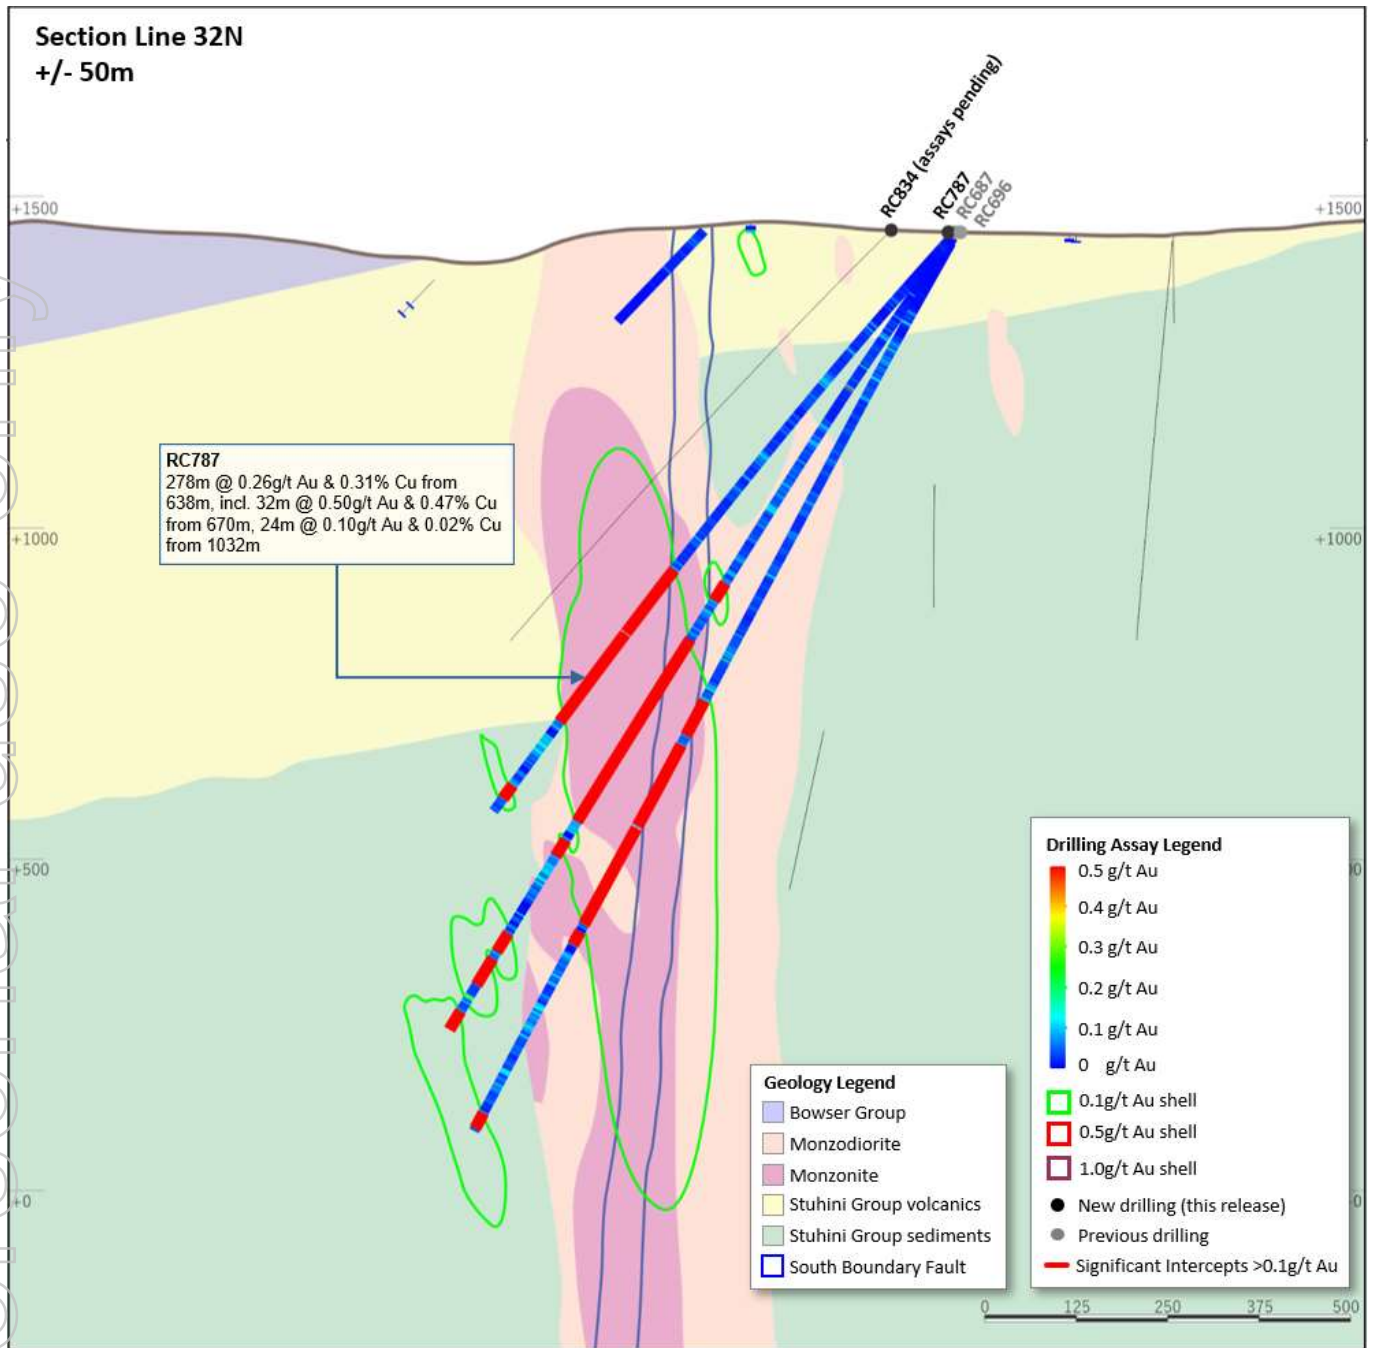 Section Line 32N
+/- 50m
RC834 (assays pending)
RC787
RC687
RC696
+1500
+1500
RC787
278m @ 0.26g/t Au & 0.31% Cu from
638m, incl. 32m @ 0.50g/t Au & 0.47% Cu
from 670m, 24m @ 0.10g/t Au & 0.02% Cu
from 1032m
+1000
+1000
+500
+0
Geology Legend
Bowser Group
Monzodiorite
Monzonite
Stuhini Group volcanics
Stuhini Group sediments
South Boundary Fault
Drilling Assay Legend
0.5 g/t Au
0.4 g/t Au
0.3 g/t Au
0.2 g/t Au
0.1 g/t Au
0 g/t Au
0.1g/t Au shell
0.5g/t Au shell
1.0g/t Au shell
New drilling (this release)
Previous drilling
Significant Intercepts >0.1g/t Au
0 125 250 375 500